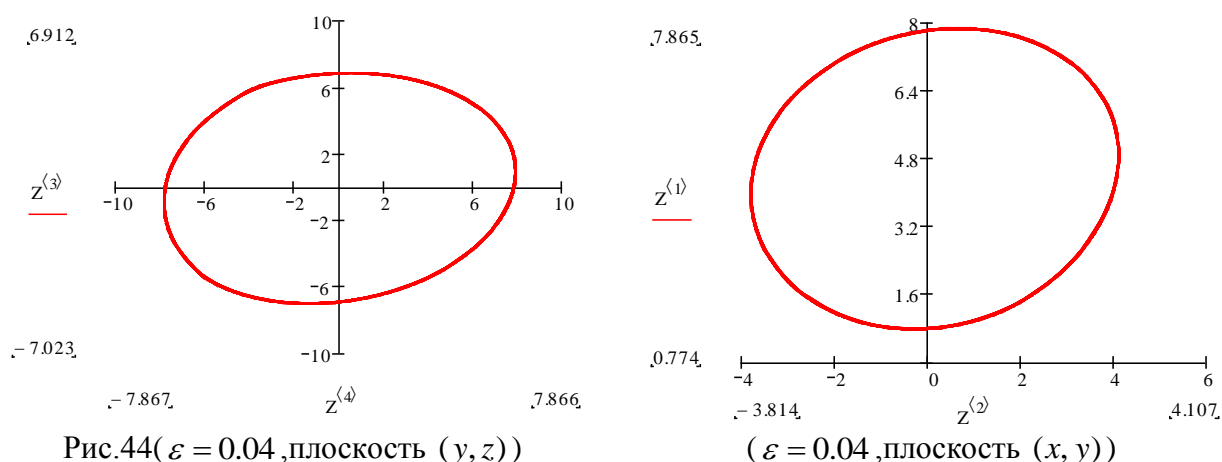 10
6.912
6
2
z⟨3⟩
−10 −6 −2 2 6 10
−2
−6
−7.023
−10
−7.867 z⟨4⟩ 7.866
Рис.44( ε = 0.04 ,плоскость (y, z))
8
7.865
6.4
4.8
z⟨1⟩
3.2
1.6
0.774
−4 −2 0 2 4 6
−3.814 z⟨2⟩ 4.107
( ε = 0.04 ,плоскость (x, y))